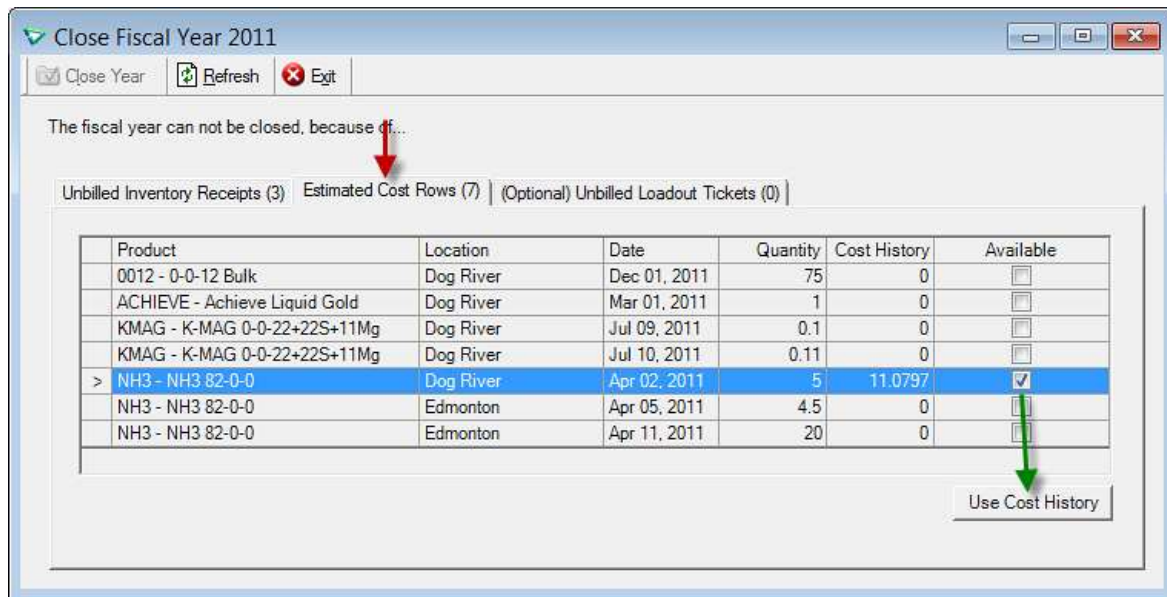 Close Fiscal Year 2011
Close Year Refresh Exit
The fiscal year can not be closed, because of...
Unbilled Inventory Receipts (3) Estimated Cost Rows (7) (Optional) Unbilled Loadout Tickets (0)
Product Location Date Quantity Cost History Available
0012 - 0-0-12 Bulk Dog River Dec 01, 2011 75 0
ACHIEVE - Achieve Liquid Gold Dog River Mar 01, 2011 1 0
KMAG - K-MAG 0-0-22+22S+11Mg Dog River Jul 09, 2011 0.1 0
KMAG - K-MAG 0-0-22+22S+11Mg Dog River Jul 10, 2011 0.11 0
> NH3 - NH3 82-0-0 Dog River Apr 02, 2011 5 11.0797
NH3 - NH3 82-0-0 Edmonton Apr 05, 2011 4.5 0
NH3 - NH3 82-0-0 Edmonton Apr 11, 2011 20 0
Use Cost History